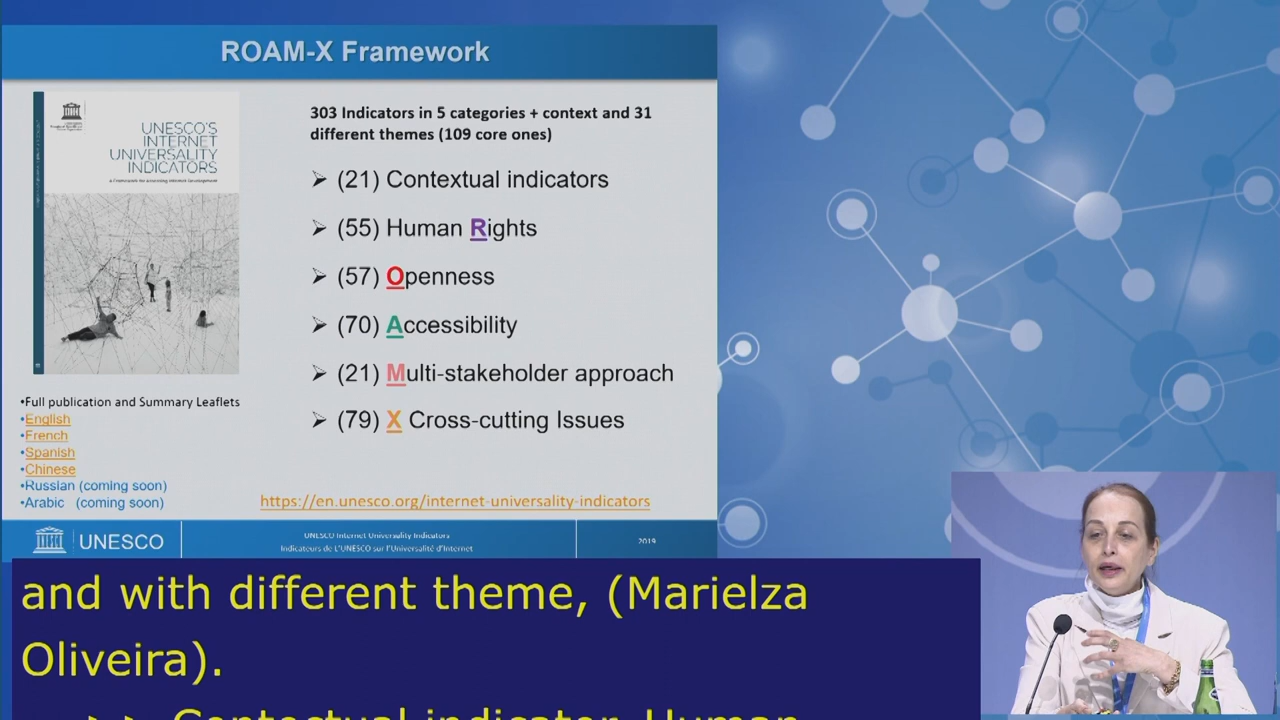 ROAM-X Framework
UNESCO'S
INTERNET
UNIVERSALITY
INDICATORS
A Framework for Assessing Internet Development
303 Indicators in 5 categories + context and 31
different themes (109 core ones)
➢ (21) Contextual indicators
➢ (55) Human Rights
➢ (57) Openness
➢ (70) Accessibility
➢ (21) Multi-stakeholder approach
➢ (79) X Cross-cutting Issues
•Full publication and Summary Leaflets
•English
•French
•Spanish
•Chinese
•Russian (coming soon)
•Arabic (coming soon)
https://en.unesco.org/internet-universality-indicators
UNESCO
UNESCO Internet Universality Indicators
Indicateurs de L'UNESCO sur l'Universalité d'Internet
2019
and with different theme, (Marielza
Oliveira).
>> Contextual indicator, Human